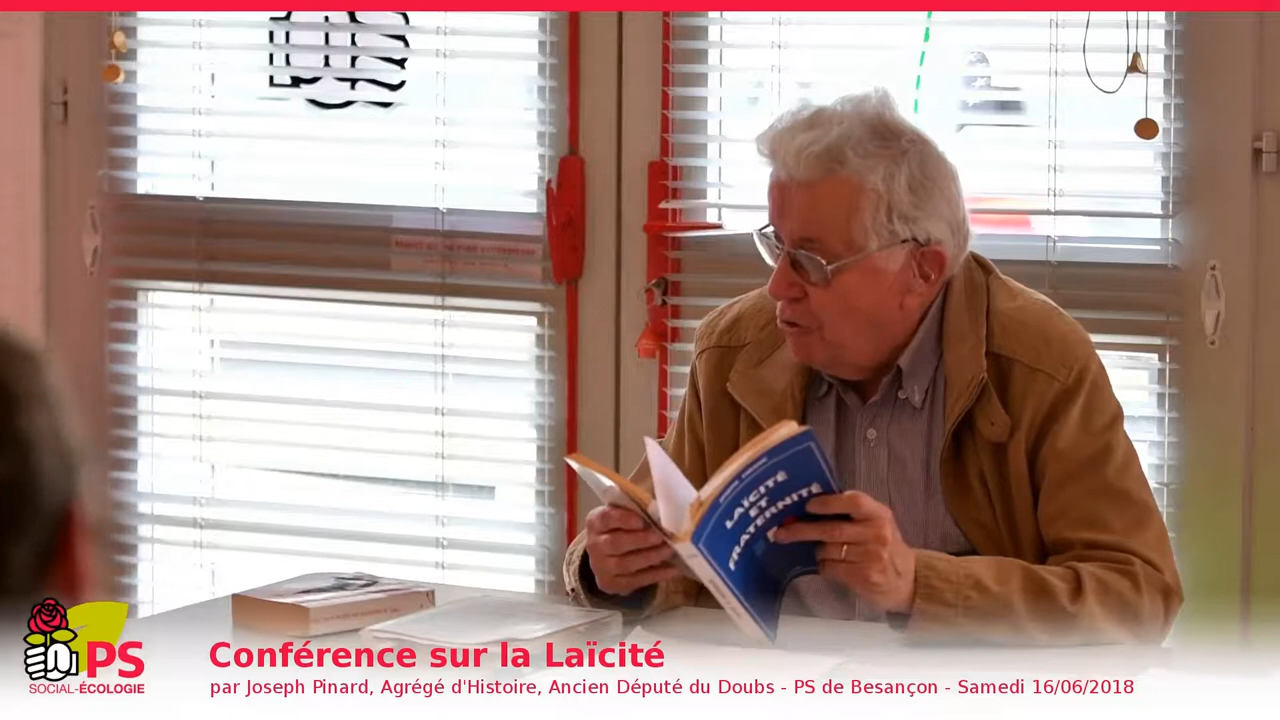 LAÏCITÉ
ET
FRATERNITÉ
PS
SOCIAL-ÉCOLOGIE
Conférence sur la Laïcité
par Joseph Pinard, Agrégé d'Histoire, Ancien Député du Doubs - PS de Besançon - Samedi 16/06/2018